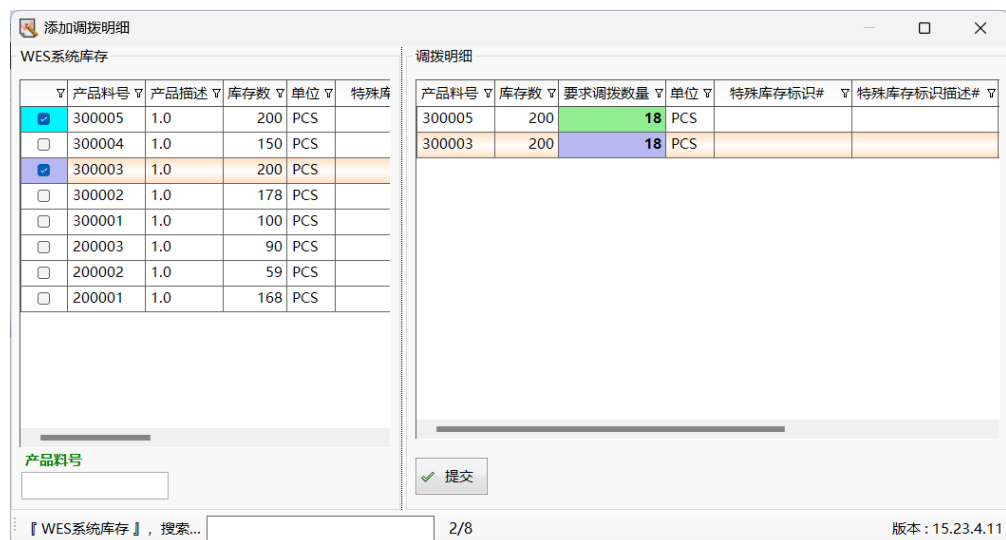 添加调拨明细
WES系统库存
产品料号 产品描述 库存数 单位 特殊库
300005 1.0 200 PCS
300004 1.0 150 PCS
300003 1.0 200 PCS
300002 1.0 178 PCS
300001 1.0 100 PCS
200003 1.0 90 PCS
200002 1.0 59 PCS
200001 1.0 168 PCS
产品料号
调拨明细
产品料号 库存数 要求调拨数量 单位 特殊库存标识# 特殊库存标识描述#
300005 200 18 PCS
300003 200 18 PCS
提交
『 WES系统库存 』, 搜索... 2/8 版本 : 15.23.4.11